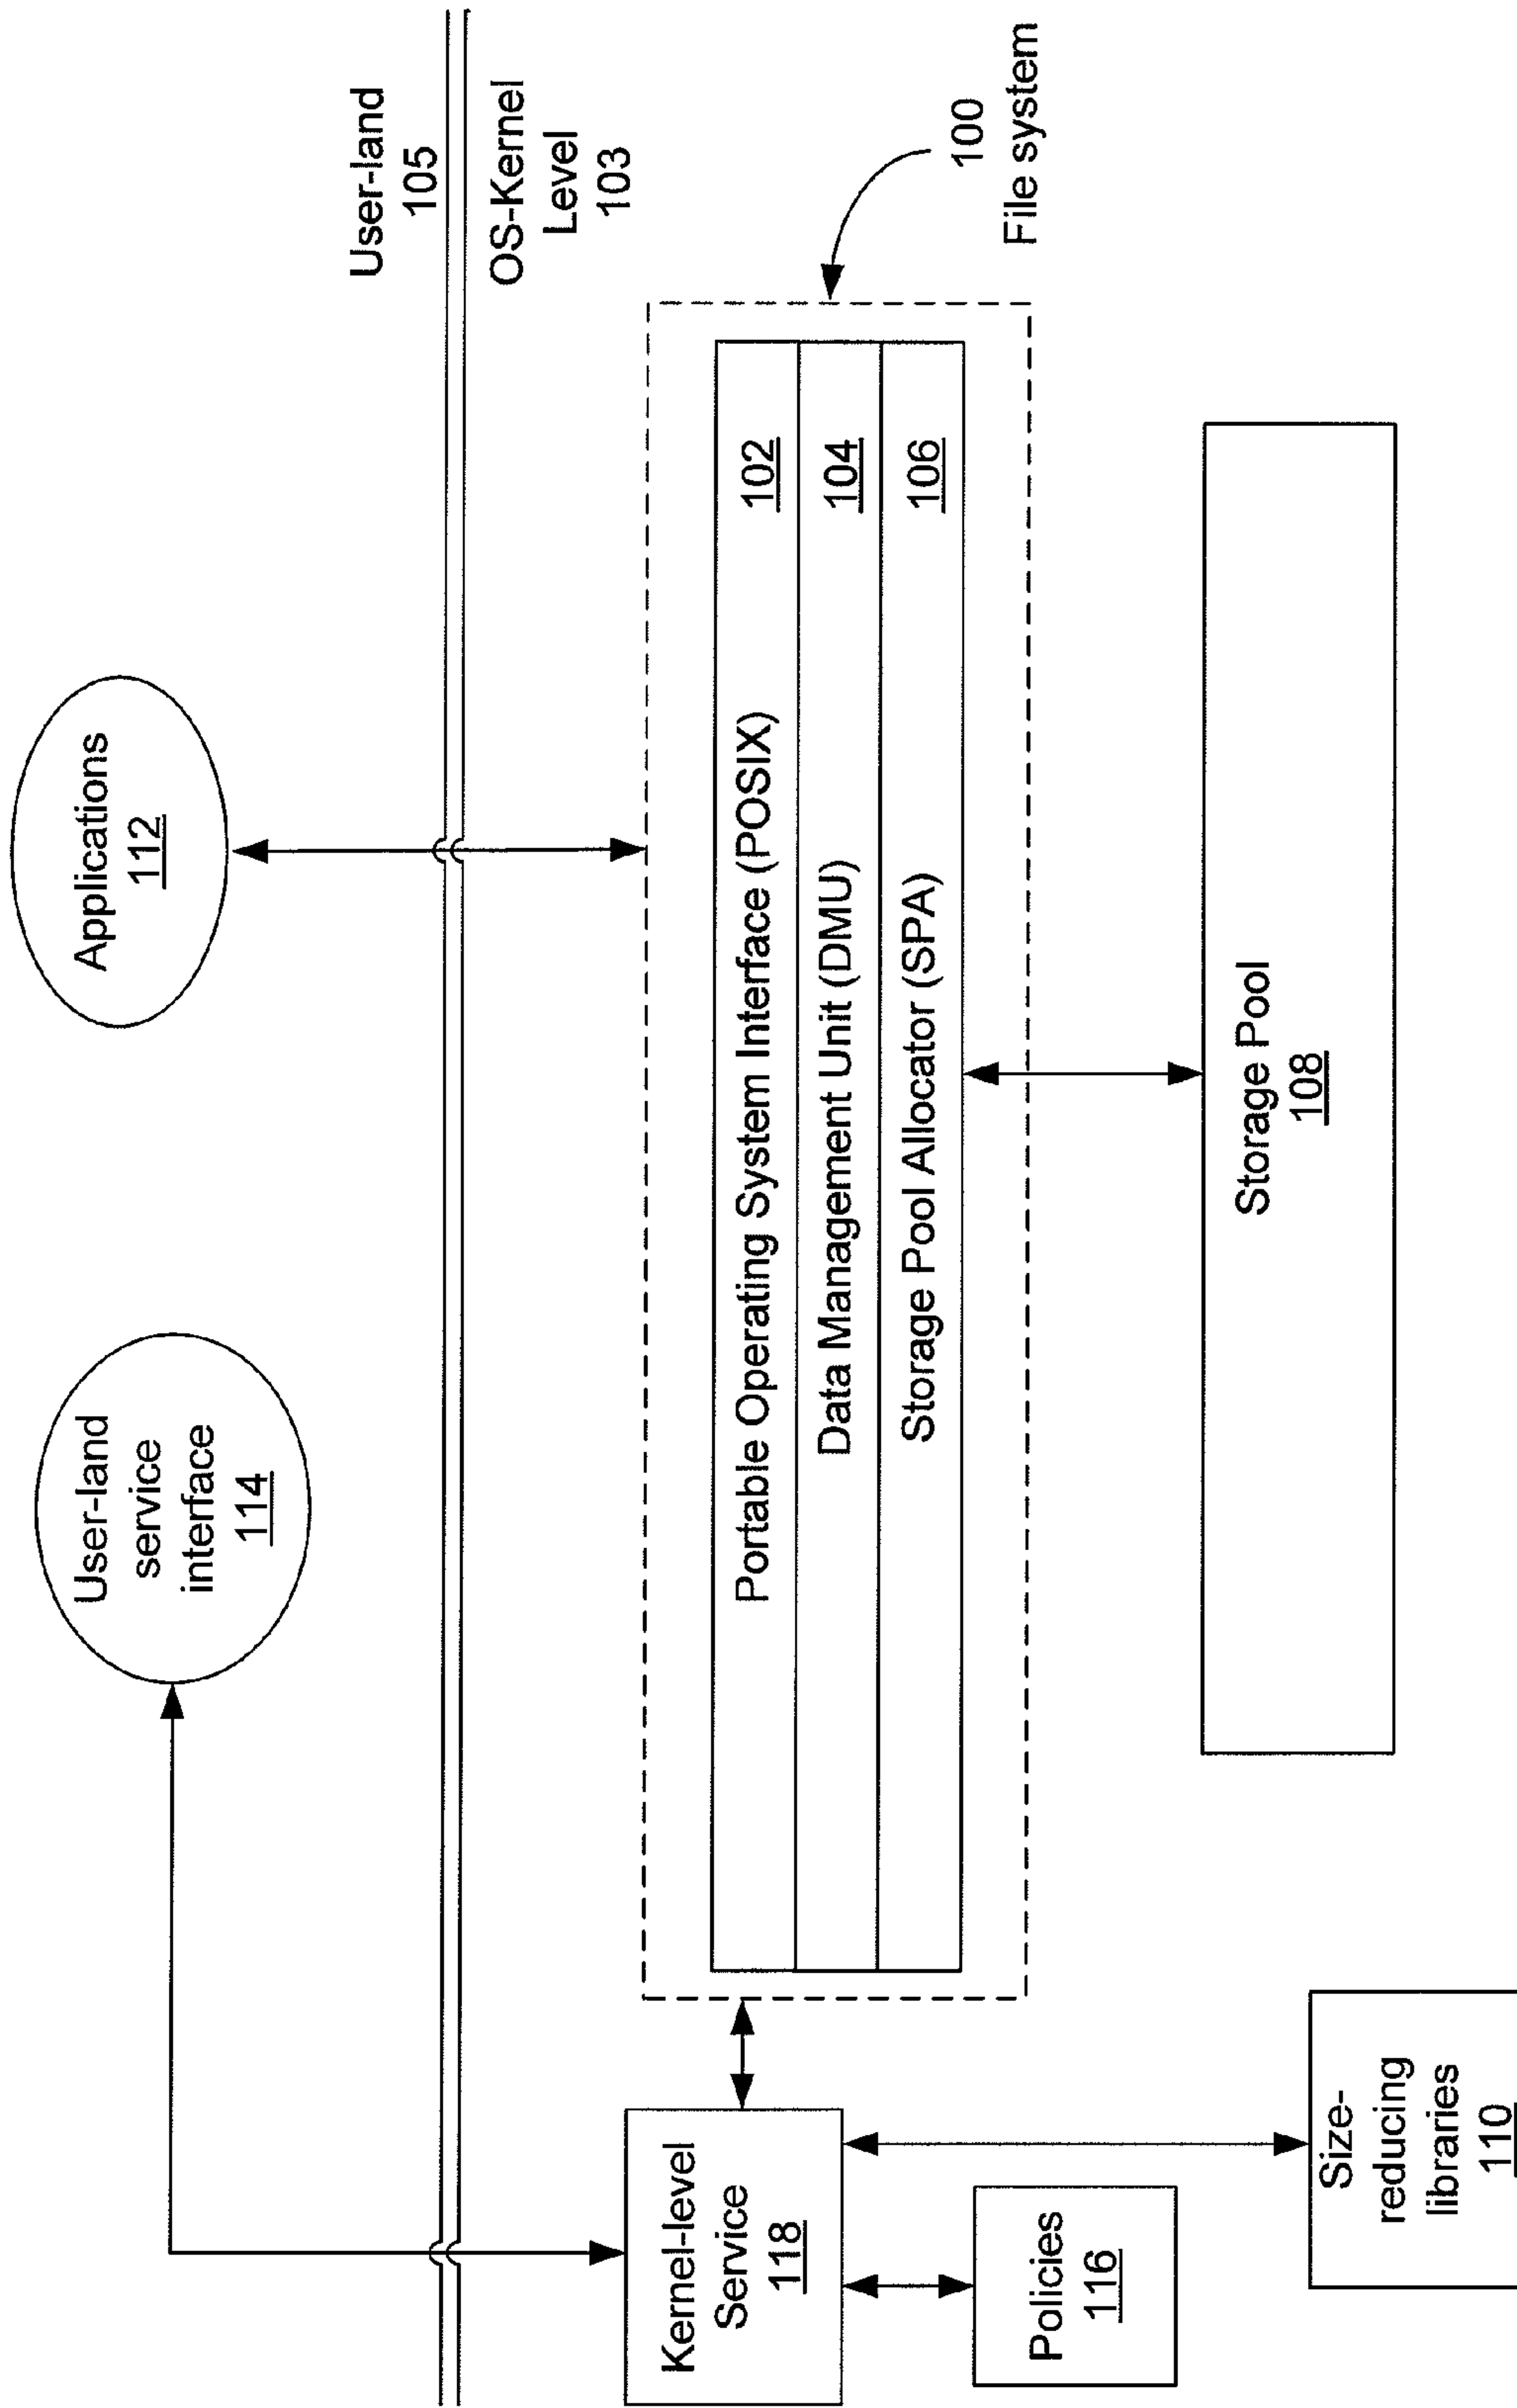 Applications
112
User-land
service
interface
114
User-land
105
OS-Kernel
Level
103
100
File system
Portable Operating System Interface (POSIX) 102
Data Management Unit (DMU) 104
Storage Pool Allocator (SPA) 106
Kernel-level
Service
118
Policies
116
Storage Pool
108
Size-
reducing
libraries
110